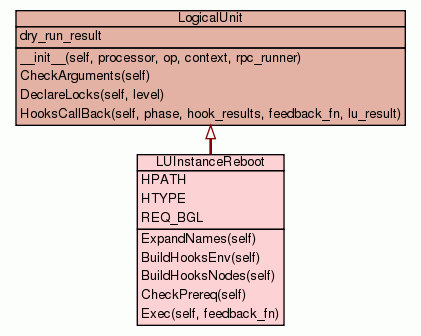 LogicalUnit
dry_run_result
__init__(self, processor, op, context, rpc_runner)
CheckArguments(self)
DeclareLocks(self, level)
HooksCallBack(self, phase, hook_results, feedback_fn, lu_result)
LUInstanceReboot
HPATH
HTYPE
REQ_BGL
ExpandNames(self)
BuildHooksEnv(self)
BuildHooksNodes(self)
CheckPrereq(self)
Exec(self, feedback_fn)